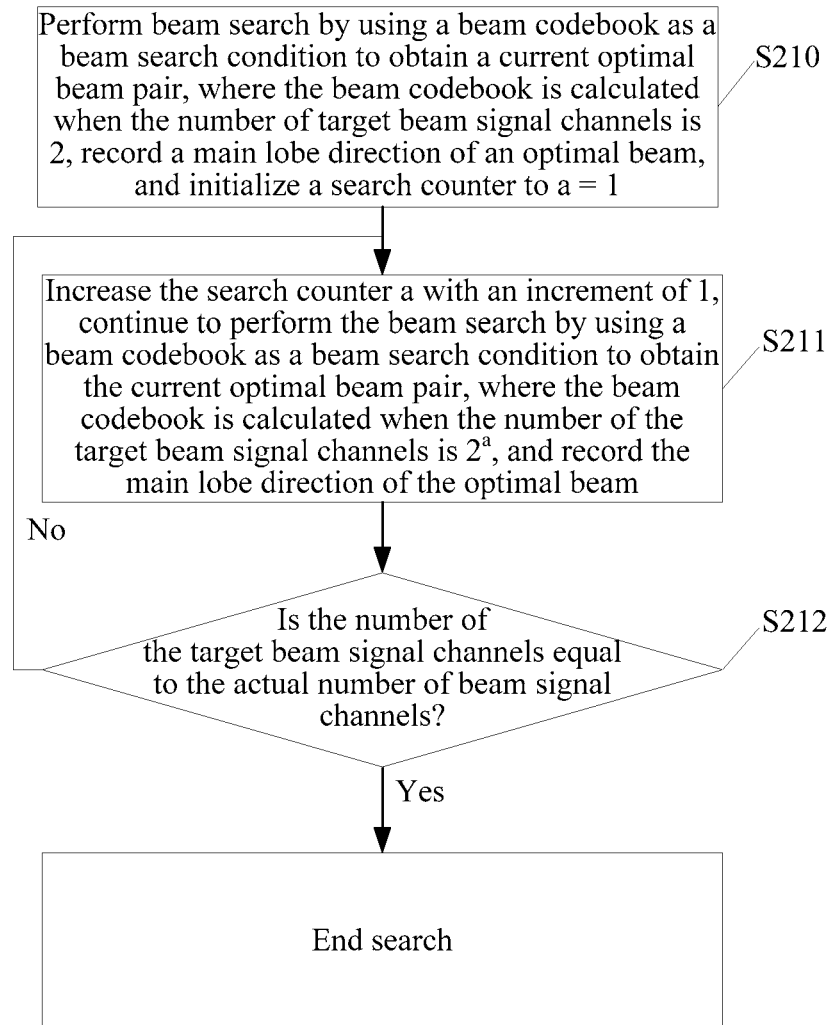 Perform beam search by using a beam codebook as a
beam search condition to obtain a current optimal
beam pair, where the beam codebook is calculated
when the number of target beam signal channels is
2, record a main lobe direction of an optimal beam,
and initialize a search counter to a = 1
S210
Increase the search counter a with an increment of 1,
continue to perform the beam search by using a
beam codebook as a beam search condition to obtain
the current optimal beam pair, where the beam
codebook is calculated when the number of the
target beam signal channels is 2ᵃ, and record the
main lobe direction of the optimal beam
S211
No
Is the number of
the target beam signal channels equal
to the actual number of beam signal
channels?
S212
Yes
End search